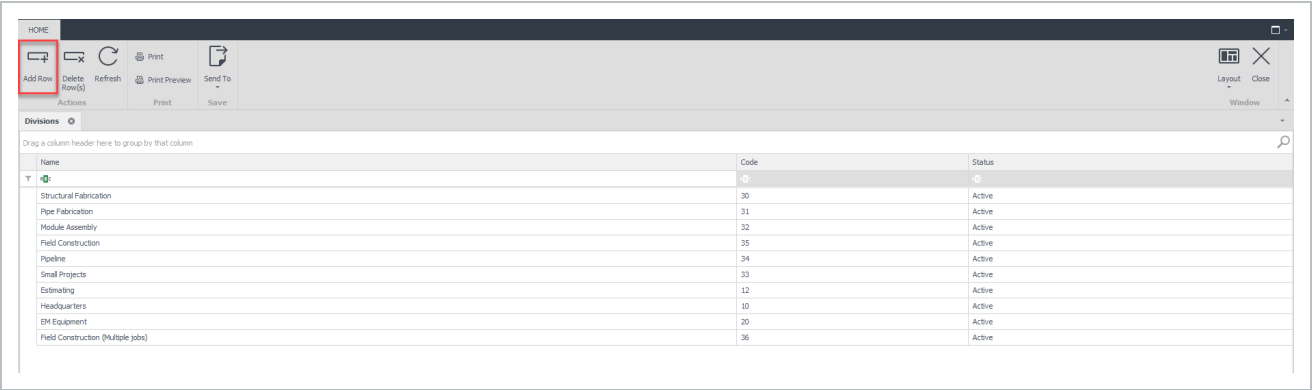 HOME
Add Row
Delete Row(s)
Refresh
Print
Print Preview
Send To
Layout
Close
Actions
Print
Save
Window
Divisions
Drag a column header here to group by that column
Name Code Status
Structural Fabrication 30 Active
Pipe Fabrication 31 Active
Module Assembly 32 Active
Field Construction 35 Active
Pipeline 34 Active
Small Projects 33 Active
Estimating 12 Active
Headquarters 10 Active
EM Equipment 20 Active
Field Construction (Multiple jobs) 36 Active